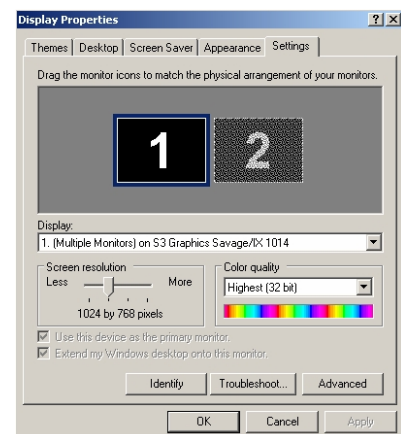 Display Properties
Themes Desktop Screen Saver Appearance Settings
Drag the monitor icons to match the physical arrangement of your monitors.
1 2
Display:
1. (Multiple Monitors) on S3 Graphics Savage/IX 1014
Screen resolution
Less More
1024 by 768 pixels
Color quality
Highest (32 bit)
Use this device as the primary monitor.
Extend my Windows desktop onto this monitor.
Identify Troubleshoot... Advanced
OK Cancel Apply